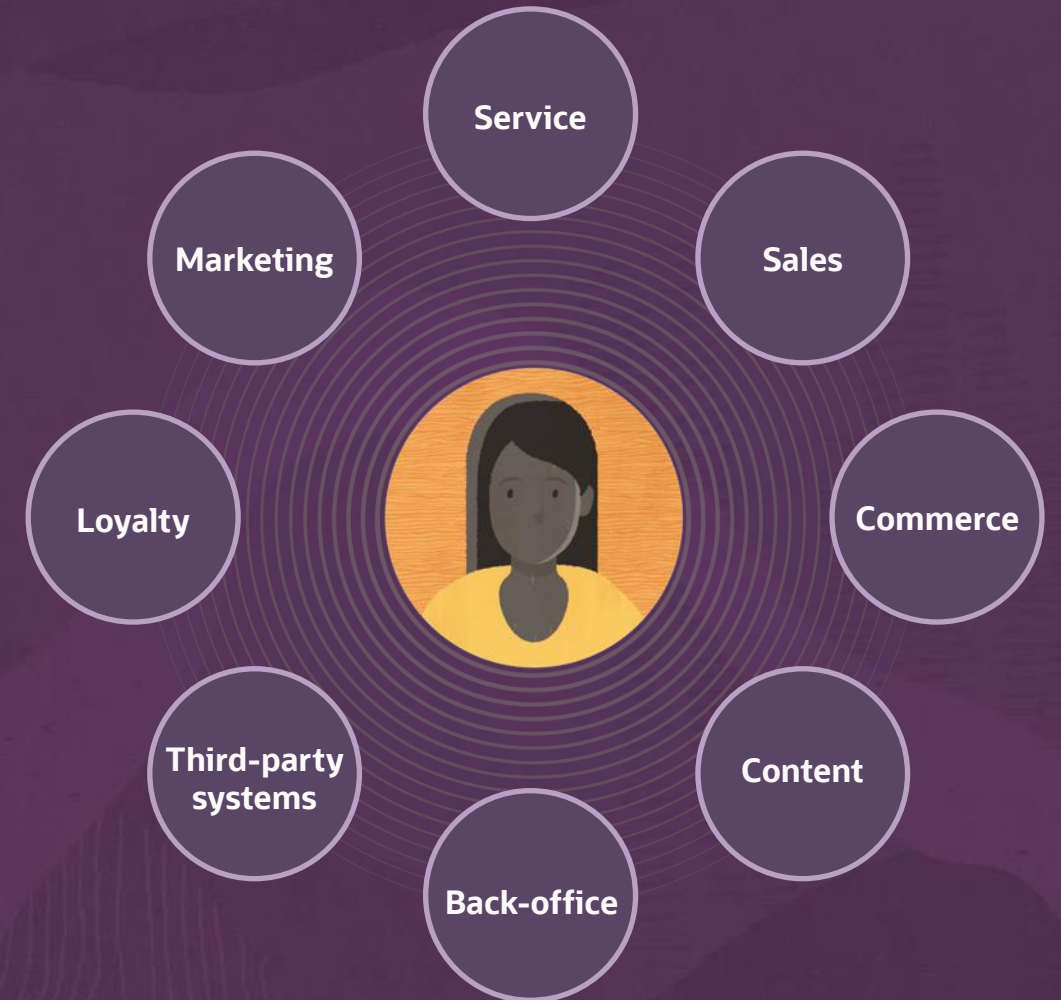 Service
Marketing
Sales
Loyalty
Commerce
Third-party
systems
Content
Back-office